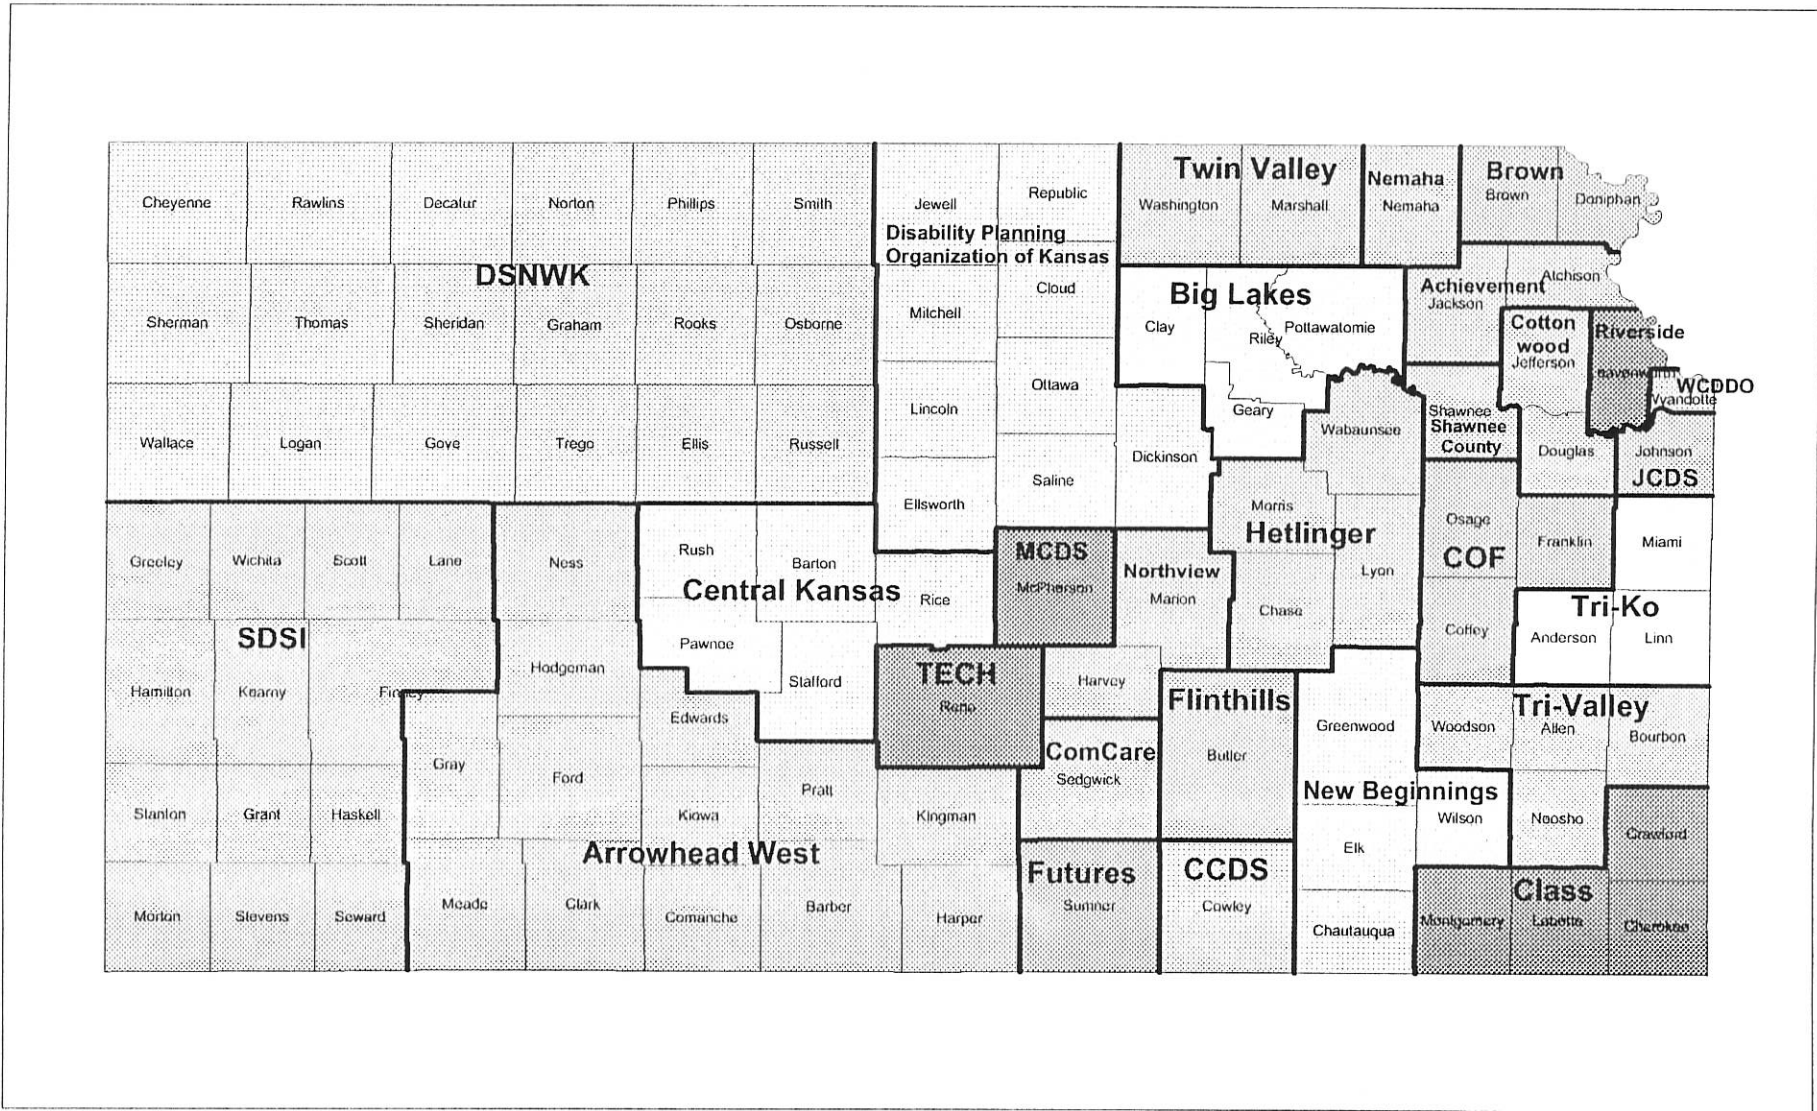 Cheyenne
Rawlins
Decatur
Norton
Phillips
Smith
Jewell
Republic
Twin Valley
Washington
Marshall
Nemaha
Nemaha
Brown
Brown
Doniphan
Disability Planning
Organization of Kansas
DSNWK
Sherman
Thomas
Sheridan
Graham
Rooks
Osborne
Mitchell
Cloud
Big Lakes
Clay
Riley
Pottawatomie
Achievement
Jackson
Atchison
Cotton
wood
Jefferson
Riverside
WCDDO
Wyandotte
Wallace
Logan
Gove
Trego
Ellis
Russell
Lincoln
Ottawa
Geary
Wabaunsee
Shawnee
Shawnee
County
Dickinson
Douglas
Johnson
JCDS
Ellsworth
Saline
Morris
Hetlinger
Osage
COF
Franklin
Miami
Greeley
Wichita
Scott
Lane
Ness
Rush
Barton
Central Kansas
Rice
MCDS
McPherson
Northview
Marion
Chase
Lyon
Coffey
Tri-Ko
Anderson
Linn
SDSI
Hamilton
Kearny
Finney
Hodgeman
Pawnee
Stafford
Edwards
TECH
Reno
Harvey
Flinthills
Butler
Greenwood
Woodson
Tri-Valley
Allen
Bourbon
Gray
Ford
Kiowa
Pratt
Kingman
ComCare
Sedgwick
New Beginnings
Wilson
Neosho
Crawford
Stanton
Grant
Haskell
Arrowhead West
Elk
Morton
Stevens
Seward
Meade
Clark
Comanche
Barber
Harper
Futures
Sumner
CCDS
Cowley
Chautauqua
Class
Montgomery
Labette
Cherokee